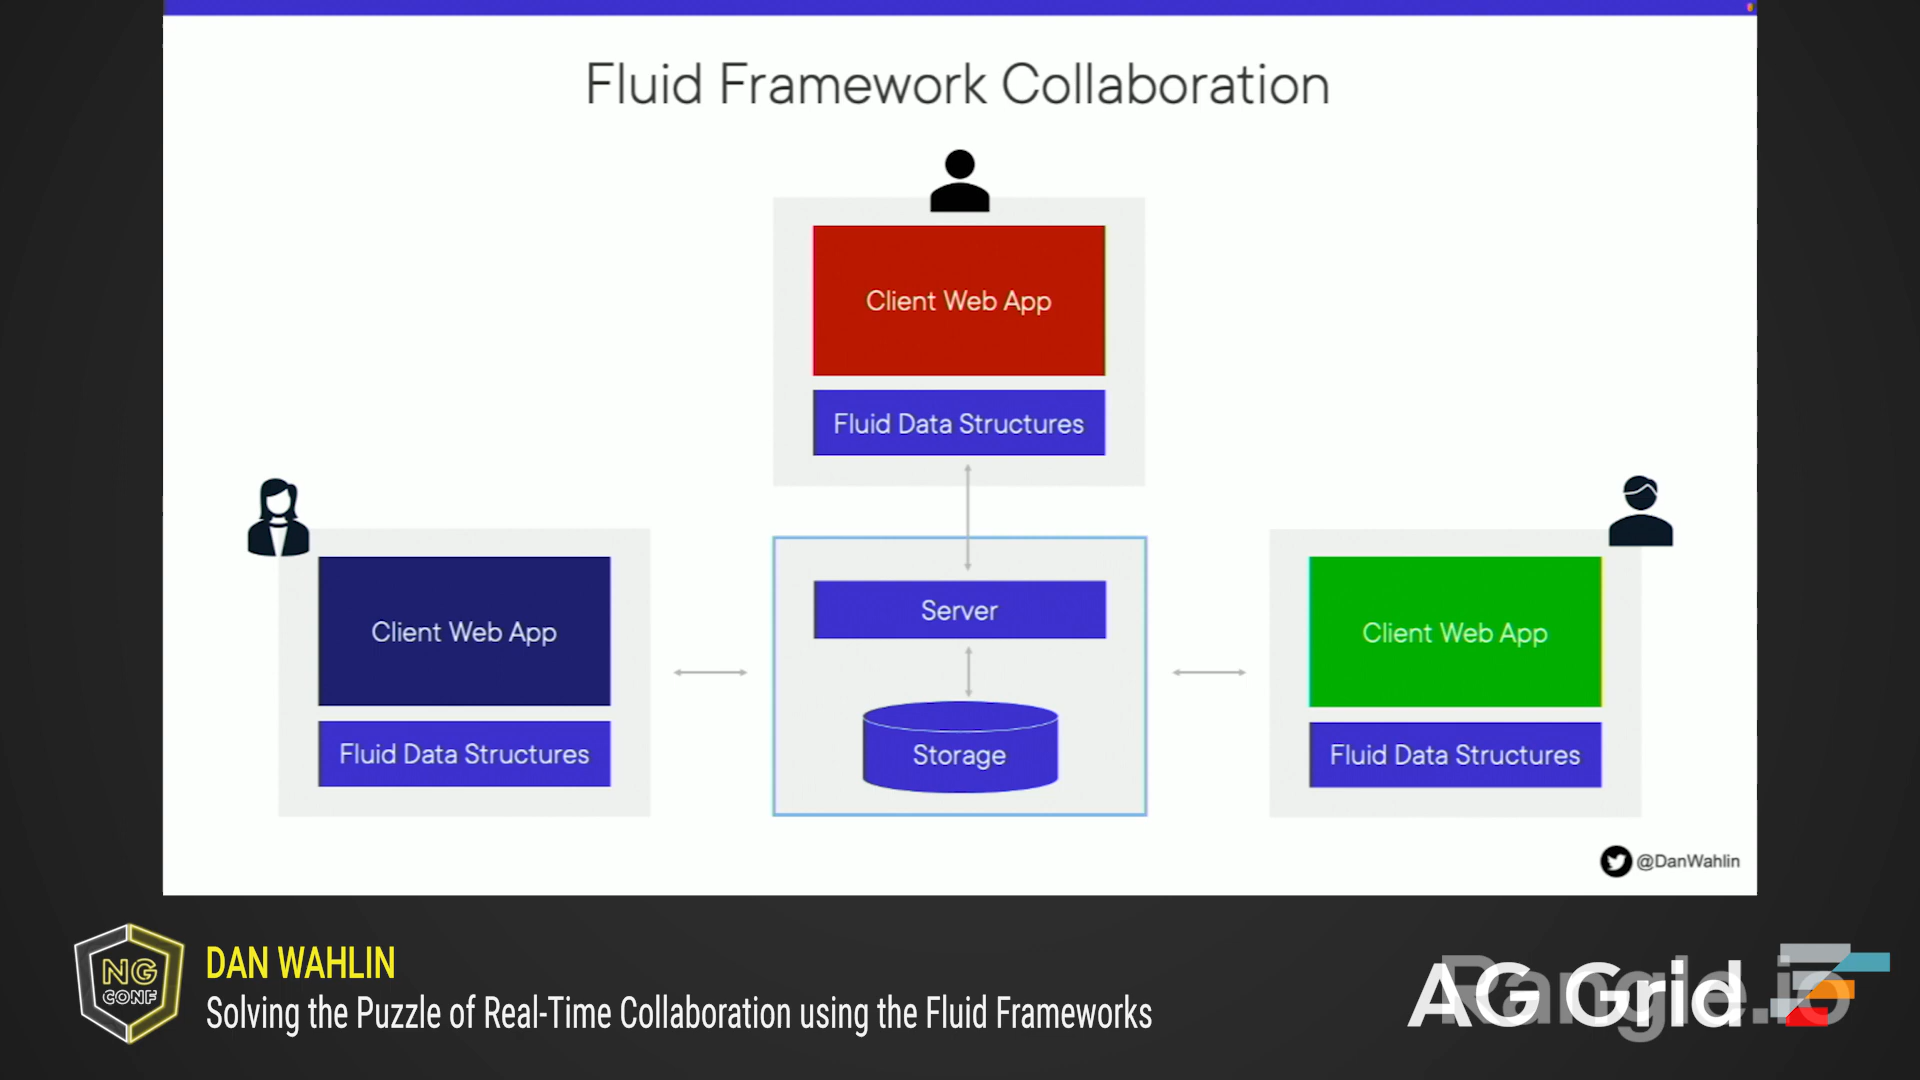 Fluid Framework Collaboration
Client Web App
Fluid Data Structures
Client Web App
Fluid Data Structures
Server
Storage
Client Web App
Fluid Data Structures
@DanWahlin
NG
CONF
DAN WAHLIN
Solving the Puzzle of Real-Time Collaboration using the Fluid Frameworks
AG Grid
Rangle.io